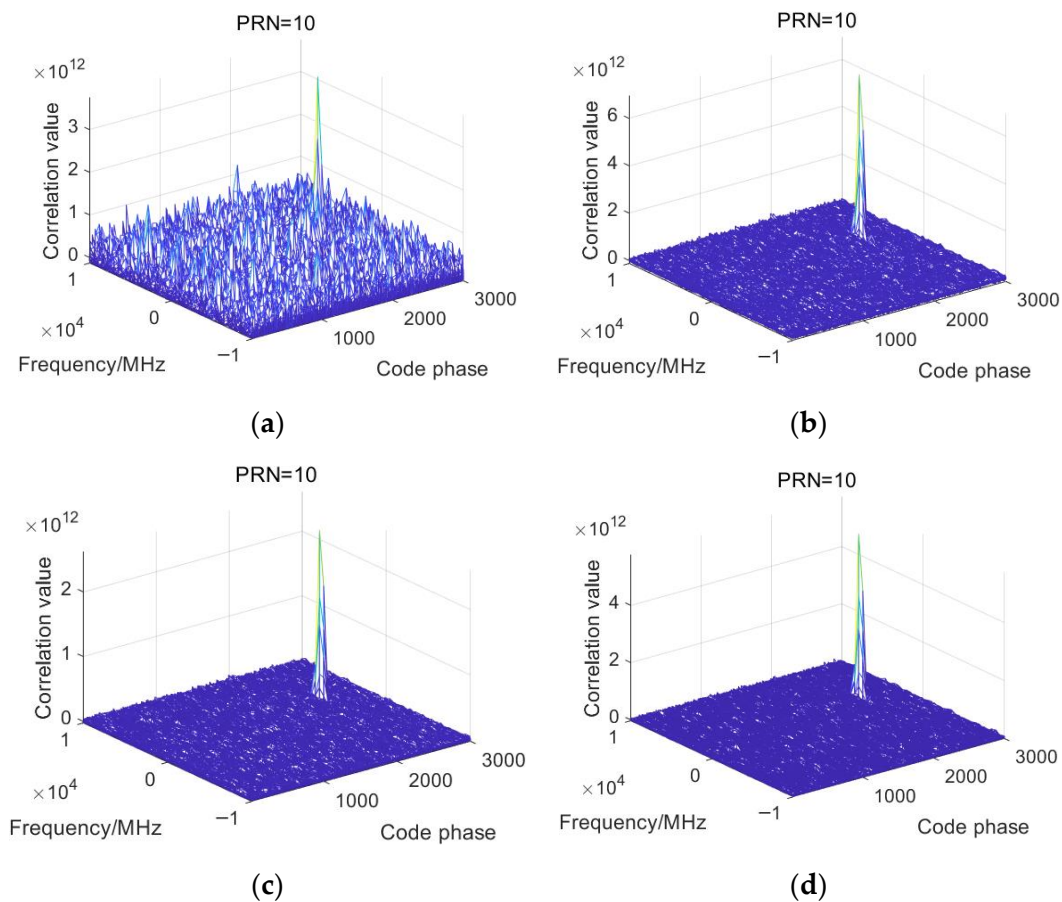 PRN=10
×10^12
Correlation value
3
2
1
0
1
0
−1
×10^4
Frequency/MHz
1000
2000
3000
Code phase
(a)
PRN=10
×10^12
Correlation value
6
4
2
0
1
0
−1
×10^4
Frequency/MHz
1000
2000
3000
Code phase
(b)
PRN=10
×10^12
Correlation value
2
1
0
1
0
−1
×10^4
Frequency/MHz
1000
2000
3000
Code phase
(c)
PRN=10
×10^12
Correlation value
4
2
0
1
0
−1
×10^4
Frequency/MHz
1000
2000
3000
Code phase
(d)